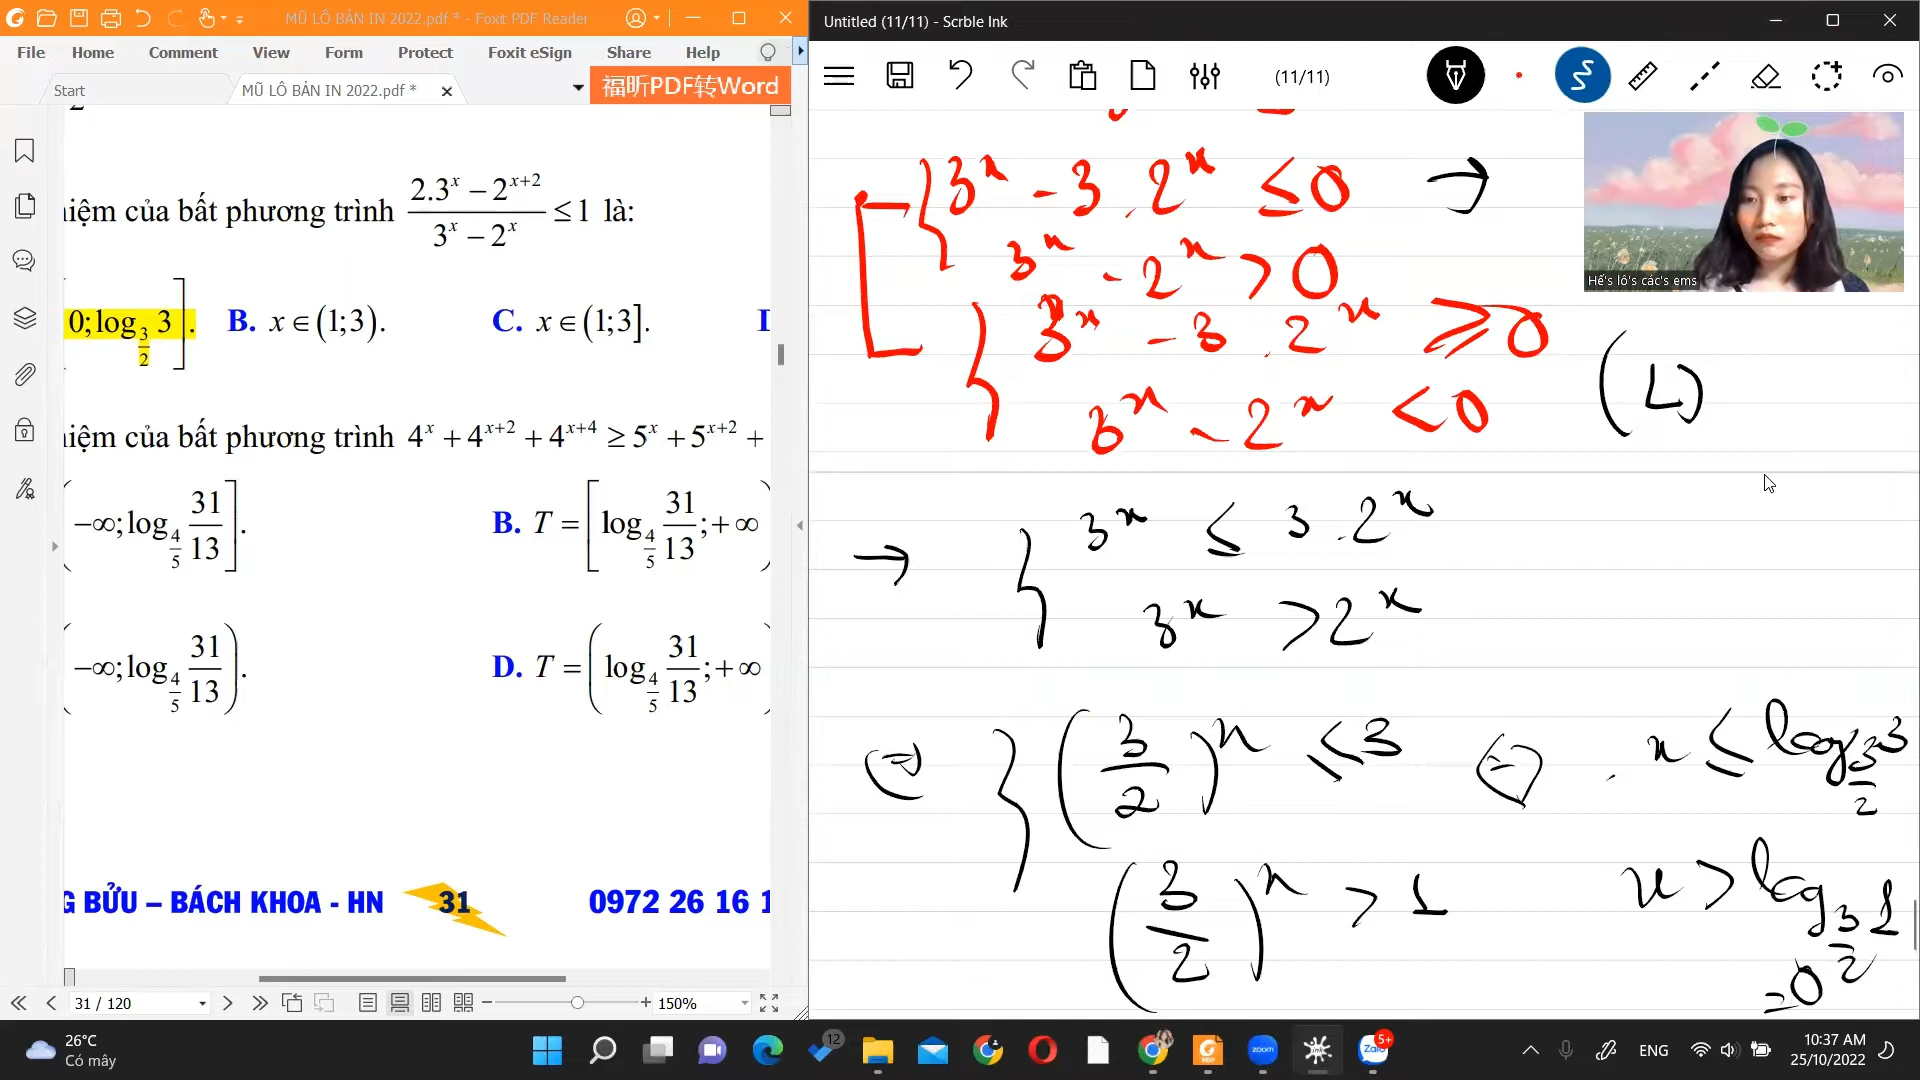 MŨ LÔ BẢN IN 2022.pdf * - Foxit PDF Reader
File Home Comment View Form Protect Foxit eSign Share Help
Start
MŨ LÔ BẢN IN 2022.pdf *
福昕PDF转Word
2
iệm của bất phương trình (2.3^x − 2^(x+2))/(3^x − 2^x) ≤ 1 là:
0; log_(3/2) 3]. B. x ∈ (1;3). C. x ∈ (1;3].
iệm của bất phương trình 4^x + 4^(x+2) + 4^(x+4) ≥ 5^x + 5^(x+2) +
(−∞; log_(4/5) 31/13]. B. T = [log_(4/5) 31/13; +∞)
(−∞; log_(4/5) 31/13). D. T = (log_(4/5) 31/13; +∞)
G BỬU – BÁCH KHOA - HN 31 0972 26 16 1
31 / 120
150%
Untitled (11/11) - Scrble Ink
(11/11)
Hế's lô's các's ems
{ 3^x − 3.2^x ≤ 0 →
3^x − 2^x > 0
{ 3^x − 3.2^x ≥ 0
3^x − 2^x < 0
(L)
→ { 3^x ≤ 3.2^x
3^x > 2^x
(=) { (3/2)^x ≤ 3 (=) x ≤ log_(3/2) 3
(3/2)^x > 1 x > log_(3/2) 1
= 0
26°C
Có mây
12
zoom
Zalo
5+
ENG
10:37 AM
25/10/2022